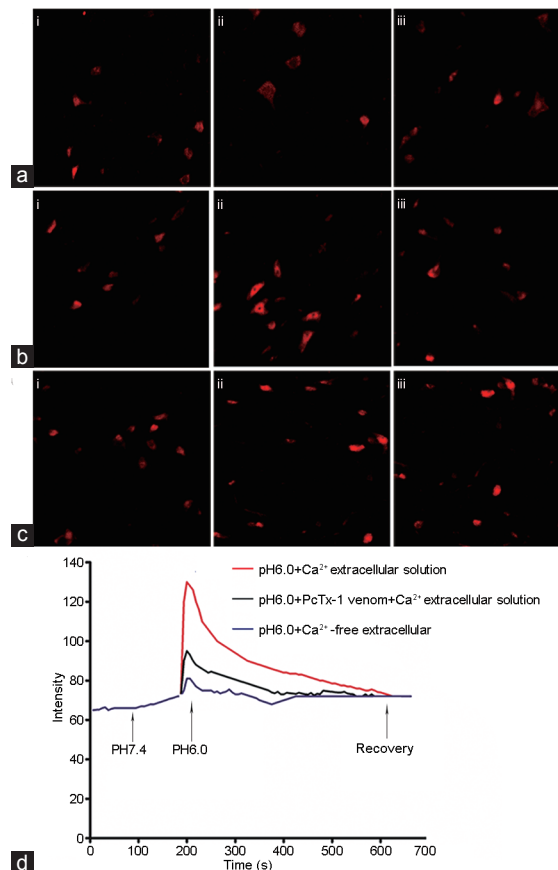 i ii iii
a
i ii iii
b
i ii iii
c
140
120
100
80
60
40
20
0
Intensity
pH6.0+Ca²⁺ extracellular solution
pH6.0+PcTx-1 venom+Ca²⁺ extracellular solution
pH6.0+Ca²⁺-free extracellular
PH7.4 PH6.0 Recovery
0 100 200 300 400 500 600 700
Time (s)
d